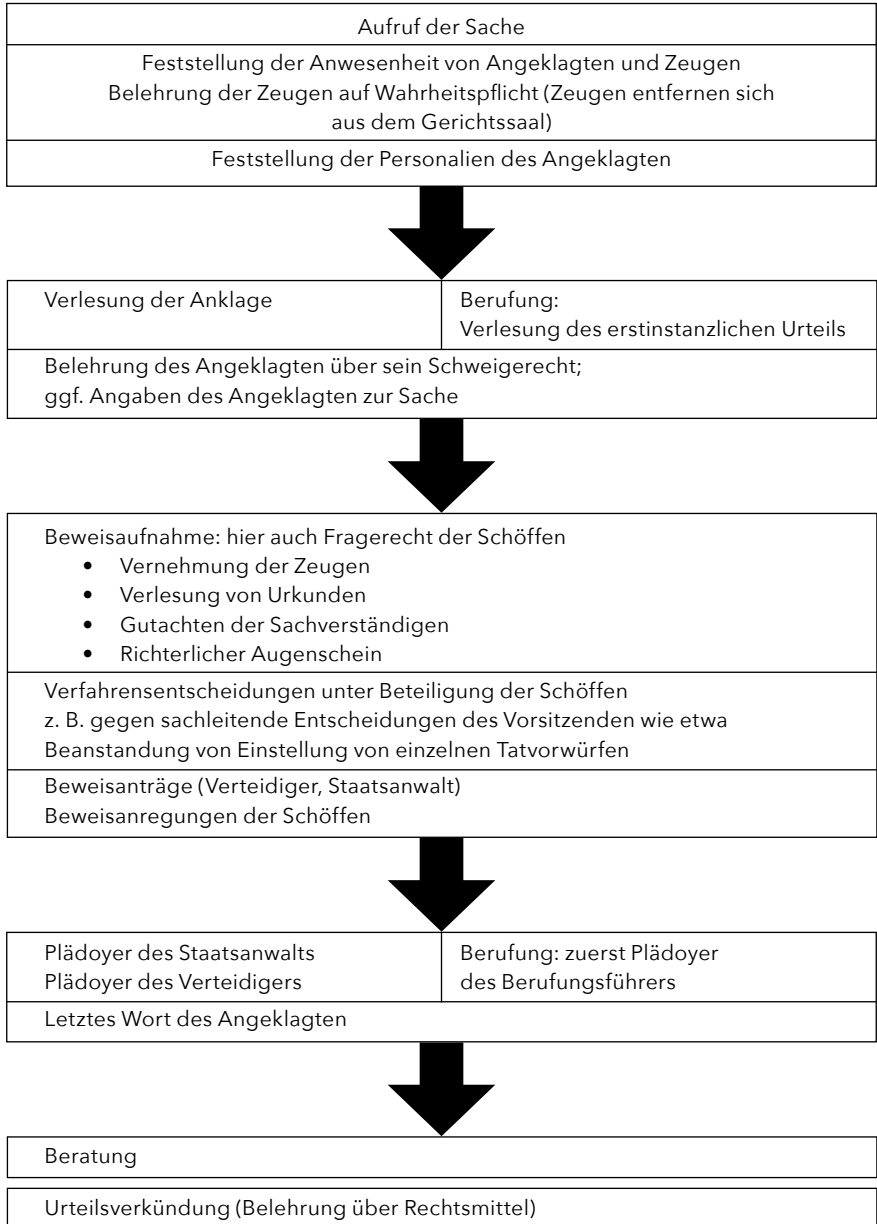 Aufruf der Sache
Feststellung der Anwesenheit von Angeklagten und Zeugen
Belehrung der Zeugen auf Wahrheitspflicht (Zeugen entfernen sich
aus dem Gerichtssaal)
Feststellung der Personalien des Angeklagten
Verlesung der Anklage
Berufung:
Verlesung des erstinstanzlichen Urteils
Belehrung des Angeklagten über sein Schweigerecht;
ggf. Angaben des Angeklagten zur Sache
Beweisaufnahme: hier auch Fragerecht der Schöffen
• Vernehmung der Zeugen
• Verlesung von Urkunden
• Gutachten der Sachverständigen
• Richterlicher Augenschein
Verfahrensentscheidungen unter Beteiligung der Schöffen
z. B. gegen sachleitende Entscheidungen des Vorsitzenden wie etwa
Beanstandung von Einstellung von einzelnen Tatvorwürfen
Beweisanträge (Verteidiger, Staatsanwalt)
Beweisanregungen der Schöffen
Plädoyer des Staatsanwalts
Plädoyer des Verteidigers
Berufung: zuerst Plädoyer
des Berufungsführers
Letztes Wort des Angeklagten
Beratung
Urteilsverkündung (Belehrung über Rechtsmittel)